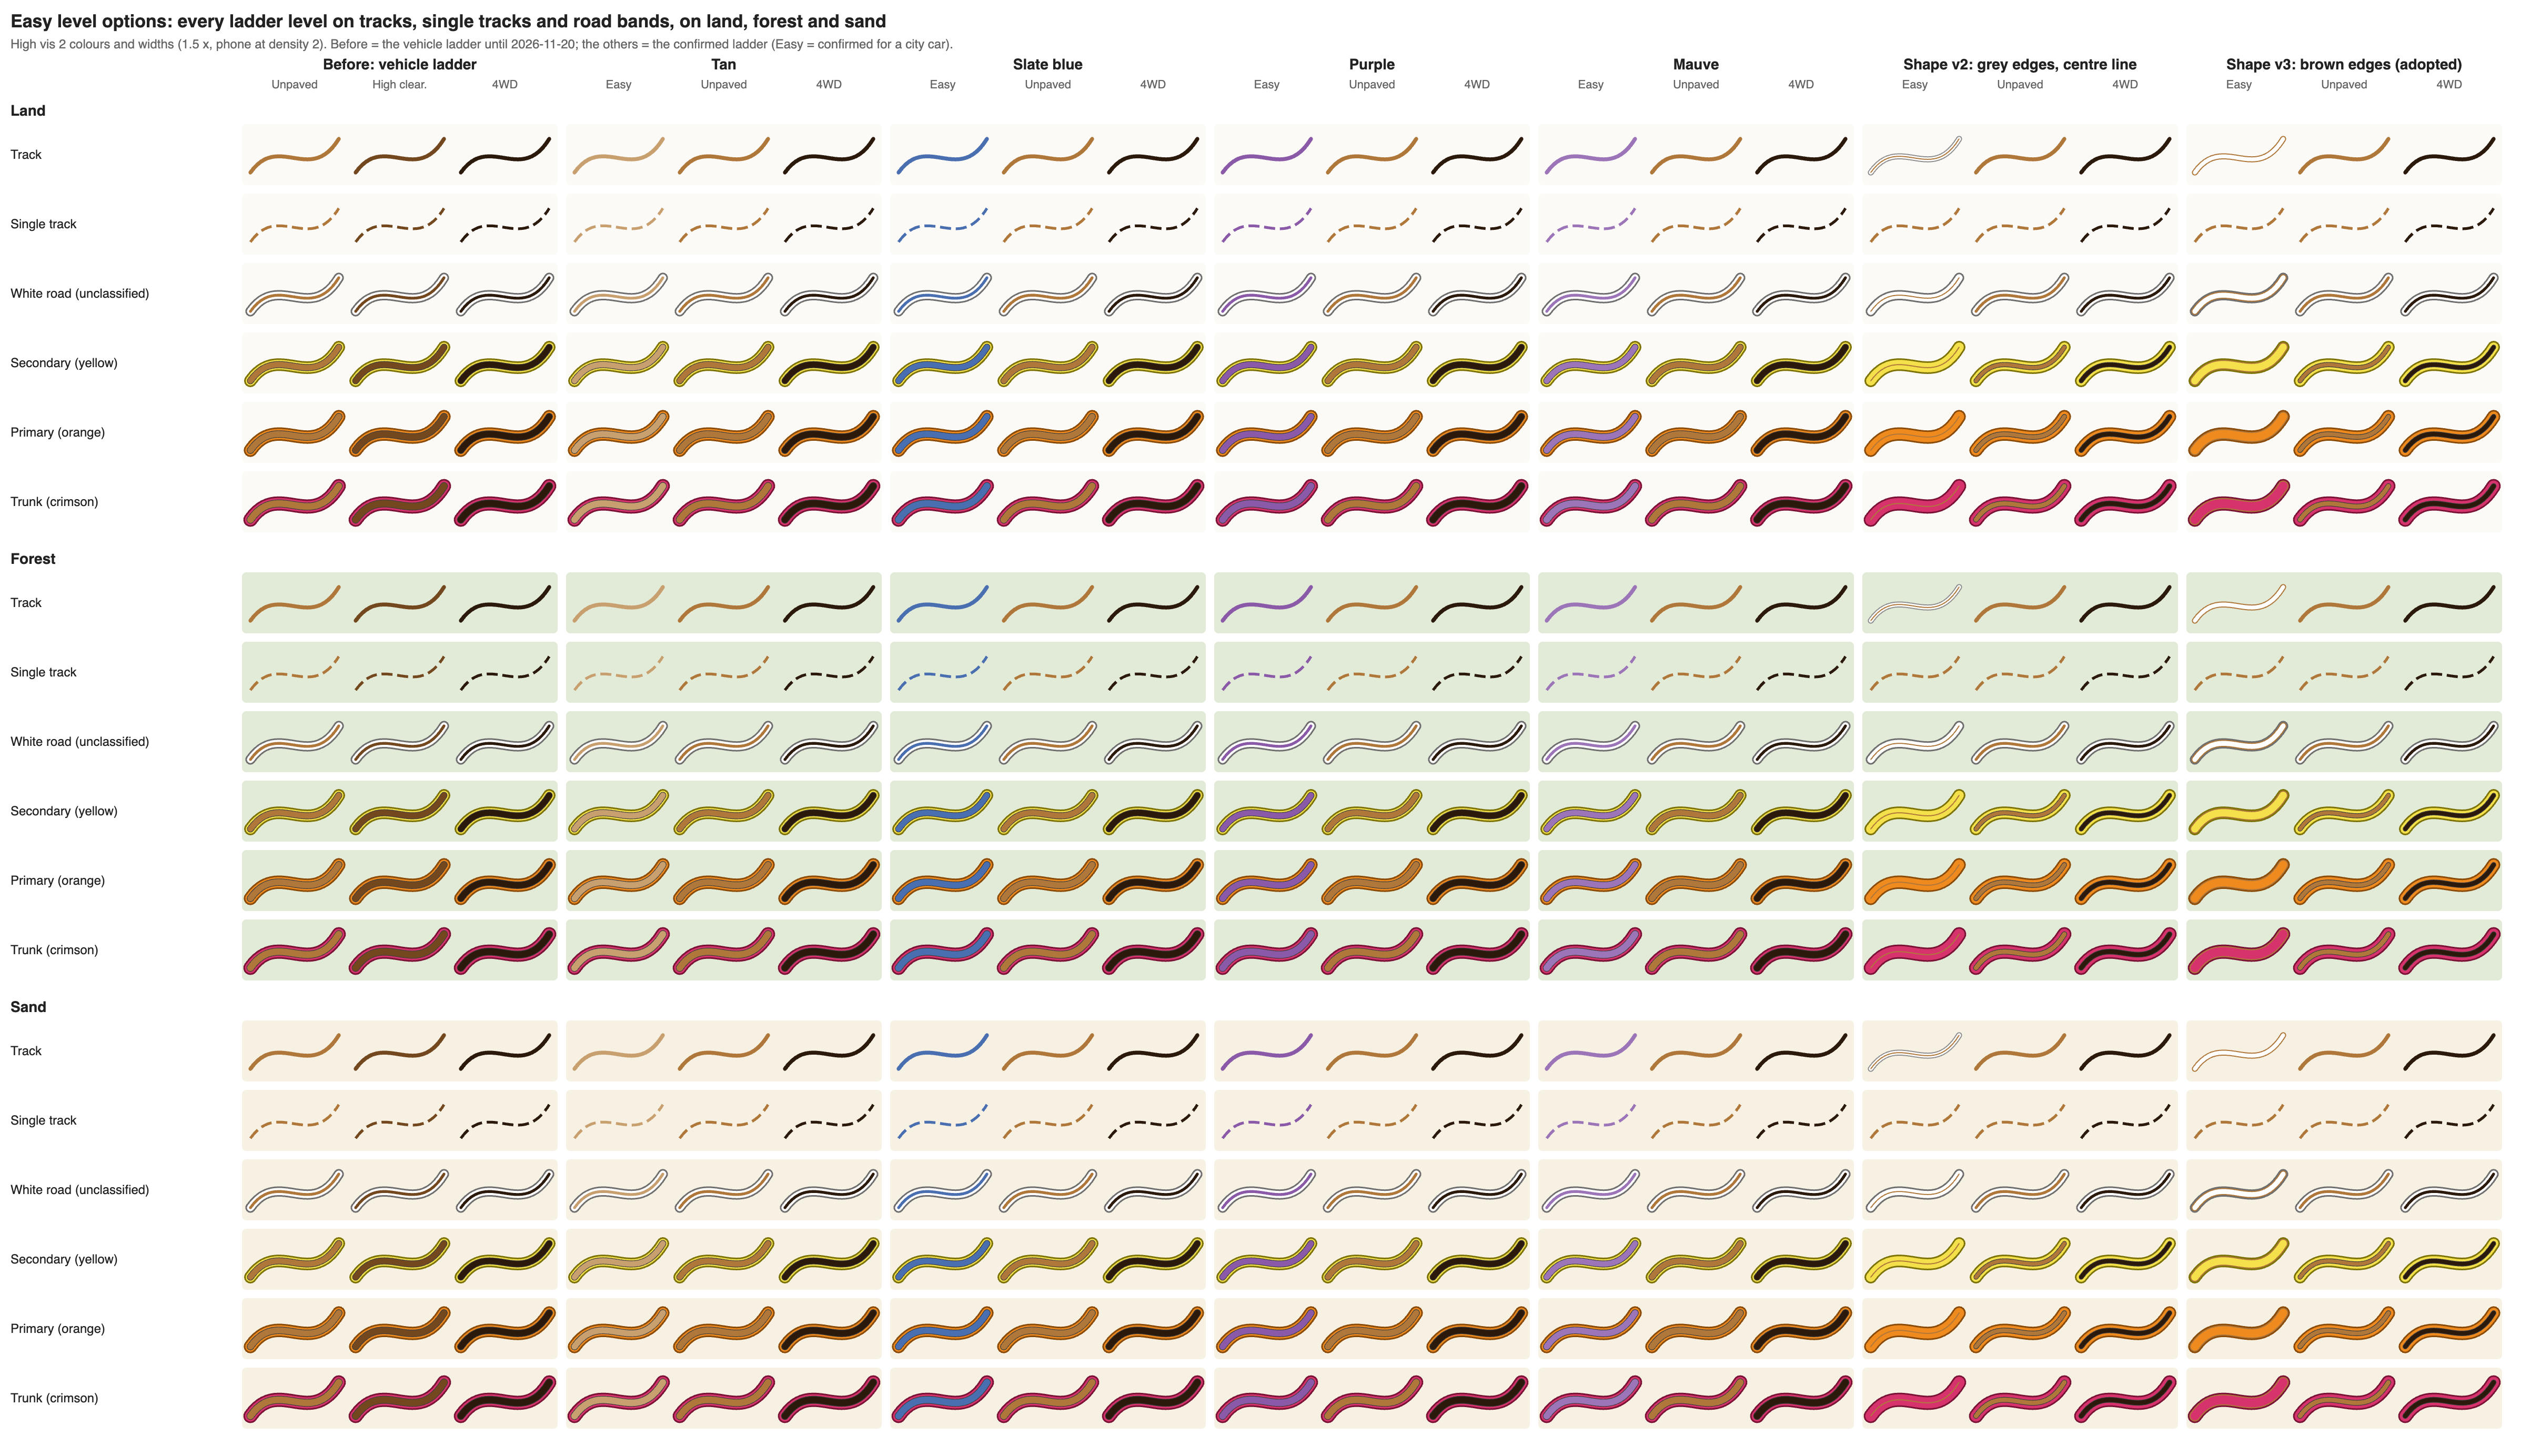 Easy level options: every ladder level on tracks, single tracks and road bands, on land, forest and sand
High vis 2 colours and widths (1.5 x, phone at density 2). Before = the vehicle ladder until 2026-11-20; the others = the confirmed ladder (Easy = confirmed for a city car).
Before: vehicle ladder Tan Slate blue Purple Mauve Shape v2: grey edges, centre line Shape v3: brown edges (adopted)
Unpaved High clear. 4WD Easy Unpaved 4WD Easy Unpaved 4WD Easy Unpaved 4WD Easy Unpaved 4WD Easy Unpaved 4WD Easy Unpaved 4WD
Land
Track
Single track
White road (unclassified)
Secondary (yellow)
Primary (orange)
Trunk (crimson)
Forest
Track
Single track
White road (unclassified)
Secondary (yellow)
Primary (orange)
Trunk (crimson)
Sand
Track
Single track
White road (unclassified)
Secondary (yellow)
Primary (orange)
Trunk (crimson)